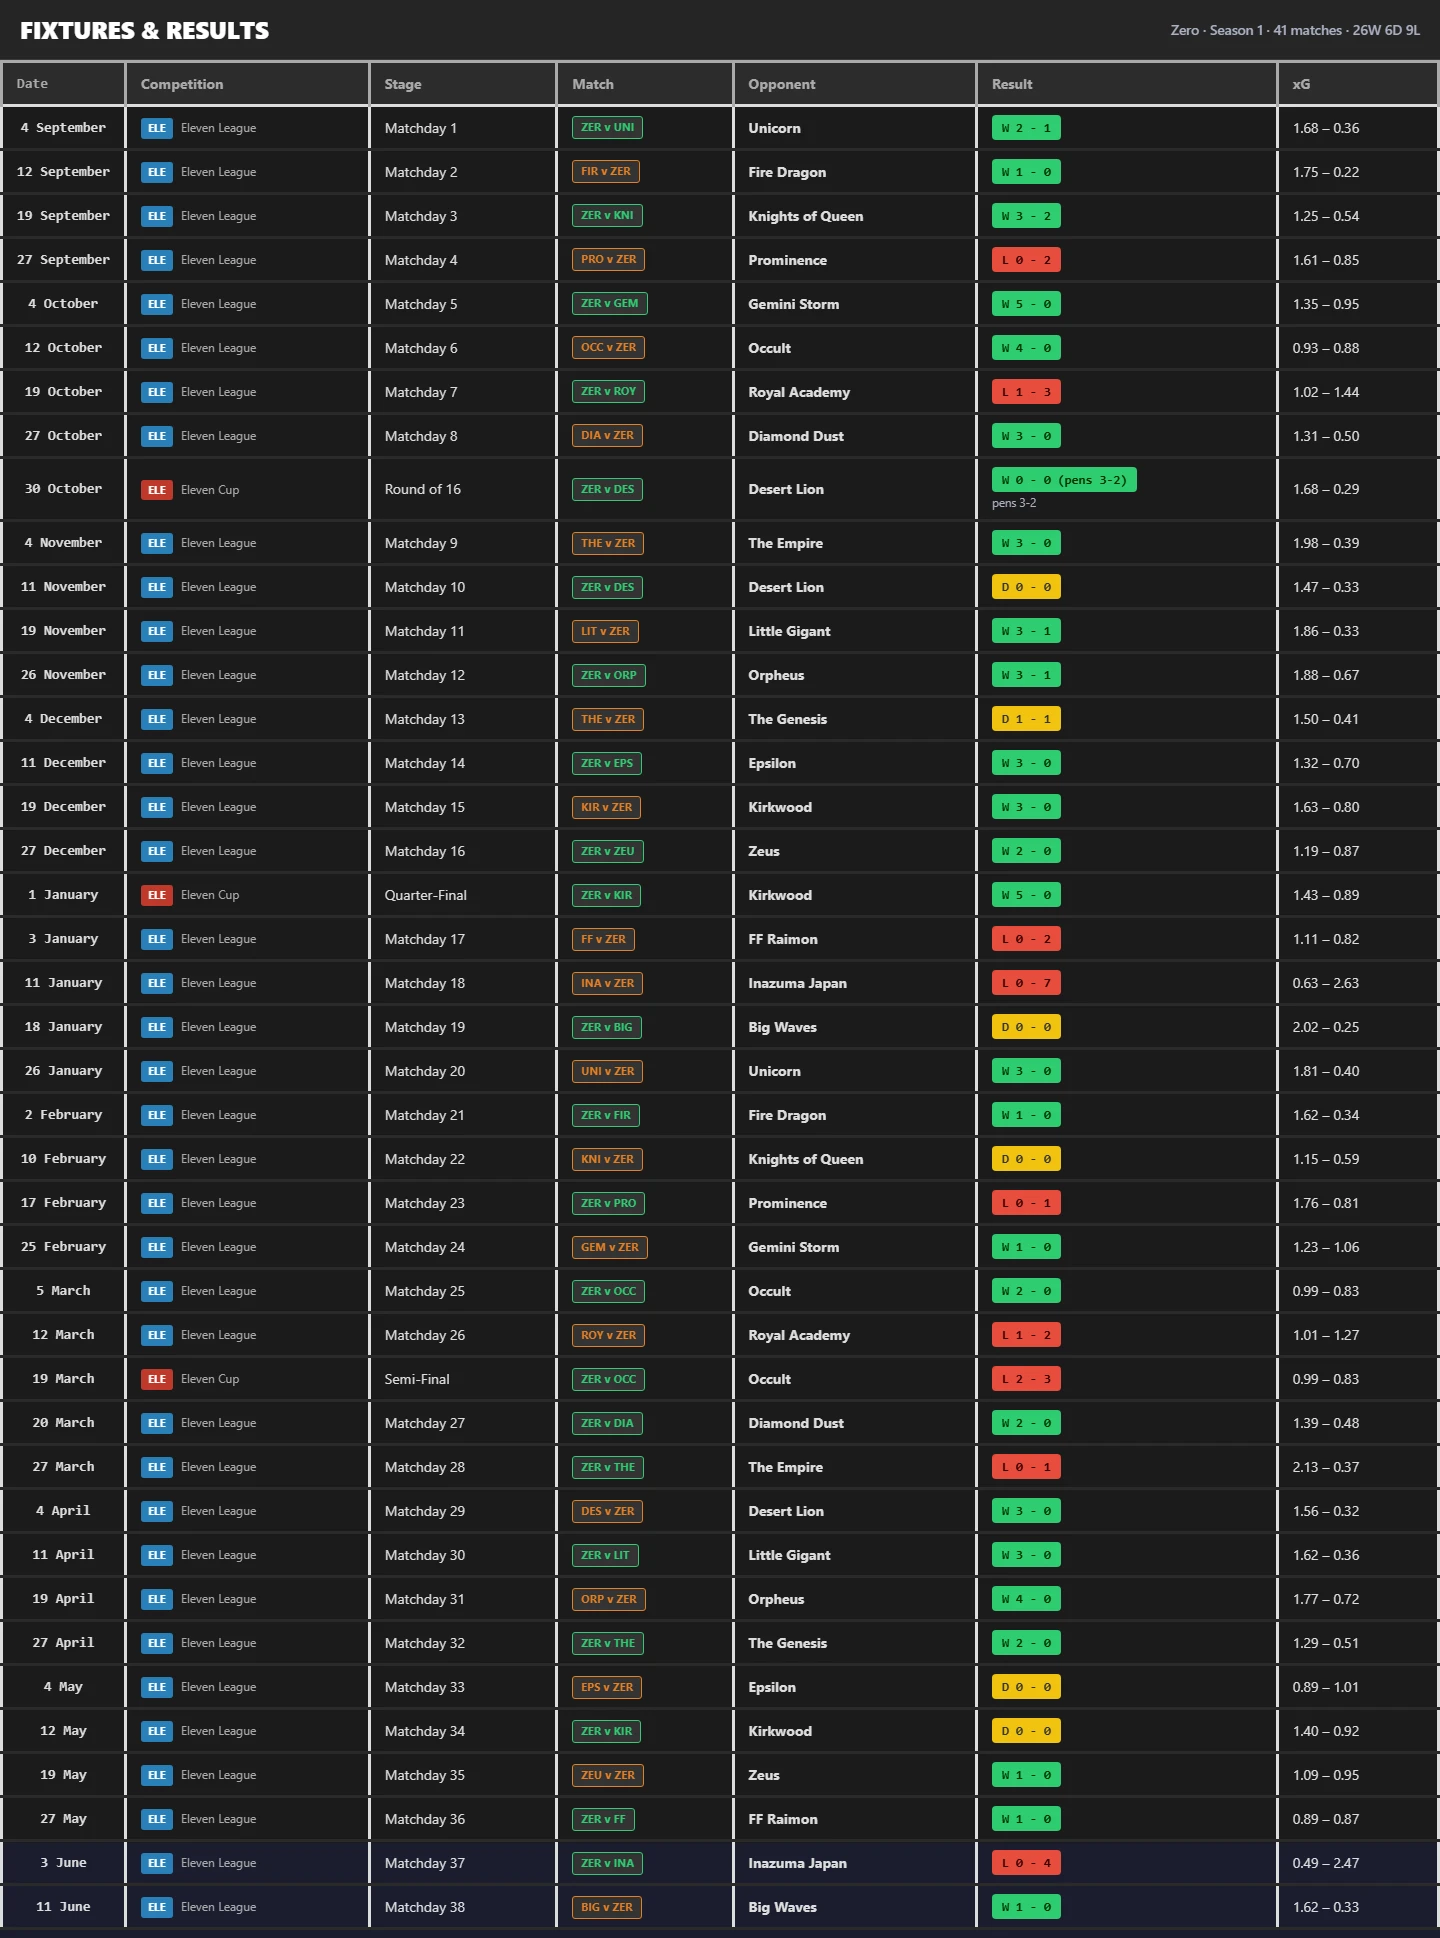 FIXTURES & RESULTS
Zero · Season 1 · 41 matches · 26W 6D 9L
Date Competition Stage Match Opponent Result xG
4 September ELE Eleven League Matchday 1 ZER v UNI Unicorn W 2 - 1 1.68 – 0.36
12 September ELE Eleven League Matchday 2 FIR v ZER Fire Dragon W 1 - 0 1.75 – 0.22
19 September ELE Eleven League Matchday 3 ZER v KNI Knights of Queen W 3 - 2 1.25 – 0.54
27 September ELE Eleven League Matchday 4 PRO v ZER Prominence L 0 - 2 1.61 – 0.85
4 October ELE Eleven League Matchday 5 ZER v GEM Gemini Storm W 5 - 0 1.35 – 0.95
12 October ELE Eleven League Matchday 6 OCC v ZER Occult W 4 - 0 0.93 – 0.88
19 October ELE Eleven League Matchday 7 ZER v ROY Royal Academy L 1 - 3 1.02 – 1.44
27 October ELE Eleven League Matchday 8 DIA v ZER Diamond Dust W 3 - 0 1.31 – 0.50
30 October ELE Eleven Cup Round of 16 ZER v DES Desert Lion W 0 - 0 (pens 3-2) 1.68 – 0.29
pens 3-2
4 November ELE Eleven League Matchday 9 THE v ZER The Empire W 3 - 0 1.98 – 0.39
11 November ELE Eleven League Matchday 10 ZER v DES Desert Lion D 0 - 0 1.47 – 0.33
19 November ELE Eleven League Matchday 11 LIT v ZER Little Gigant W 3 - 1 1.86 – 0.33
26 November ELE Eleven League Matchday 12 ZER v ORP Orpheus W 3 - 1 1.88 – 0.67
4 December ELE Eleven League Matchday 13 THE v ZER The Genesis D 1 - 1 1.50 – 0.41
11 December ELE Eleven League Matchday 14 ZER v EPS Epsilon W 3 - 0 1.32 – 0.70
19 December ELE Eleven League Matchday 15 KIR v ZER Kirkwood W 3 - 0 1.63 – 0.80
27 December ELE Eleven League Matchday 16 ZER v ZEU Zeus W 2 - 0 1.19 – 0.87
1 January ELE Eleven Cup Quarter-Final ZER v KIR Kirkwood W 5 - 0 1.43 – 0.89
3 January ELE Eleven League Matchday 17 FF v ZER FF Raimon L 0 - 2 1.11 – 0.82
11 January ELE Eleven League Matchday 18 INA v ZER Inazuma Japan L 0 - 7 0.63 – 2.63
18 January ELE Eleven League Matchday 19 ZER v BIG Big Waves D 0 - 0 2.02 – 0.25
26 January ELE Eleven League Matchday 20 UNI v ZER Unicorn W 3 - 0 1.81 – 0.40
2 February ELE Eleven League Matchday 21 ZER v FIR Fire Dragon W 1 - 0 1.62 – 0.34
10 February ELE Eleven League Matchday 22 KNI v ZER Knights of Queen D 0 - 0 1.15 – 0.59
17 February ELE Eleven League Matchday 23 ZER v PRO Prominence L 0 - 1 1.76 – 0.81
25 February ELE Eleven League Matchday 24 GEM v ZER Gemini Storm W 1 - 0 1.23 – 1.06
5 March ELE Eleven League Matchday 25 ZER v OCC Occult W 2 - 0 0.99 – 0.83
12 March ELE Eleven League Matchday 26 ROY v ZER Royal Academy L 1 - 2 1.01 – 1.27
19 March ELE Eleven Cup Semi-Final ZER v OCC Occult L 2 - 3 0.99 – 0.83
20 March ELE Eleven League Matchday 27 ZER v DIA Diamond Dust W 2 - 0 1.39 – 0.48
27 March ELE Eleven League Matchday 28 ZER v THE The Empire L 0 - 1 2.13 – 0.37
4 April ELE Eleven League Matchday 29 DES v ZER Desert Lion W 3 - 0 1.56 – 0.32
11 April ELE Eleven League Matchday 30 ZER v LIT Little Gigant W 3 - 0 1.62 – 0.36
19 April ELE Eleven League Matchday 31 ORP v ZER Orpheus W 4 - 0 1.77 – 0.72
27 April ELE Eleven League Matchday 32 ZER v THE The Genesis W 2 - 0 1.29 – 0.51
4 May ELE Eleven League Matchday 33 EPS v ZER Epsilon D 0 - 0 0.89 – 1.01
12 May ELE Eleven League Matchday 34 ZER v KIR Kirkwood D 0 - 0 1.40 – 0.92
19 May ELE Eleven League Matchday 35 ZEU v ZER Zeus W 1 - 0 1.09 – 0.95
27 May ELE Eleven League Matchday 36 ZER v FF FF Raimon W 1 - 0 0.89 – 0.87
3 June ELE Eleven League Matchday 37 ZER v INA Inazuma Japan L 0 - 4 0.49 – 2.47
11 June ELE Eleven League Matchday 38 BIG v ZER Big Waves W 1 - 0 1.62 – 0.33